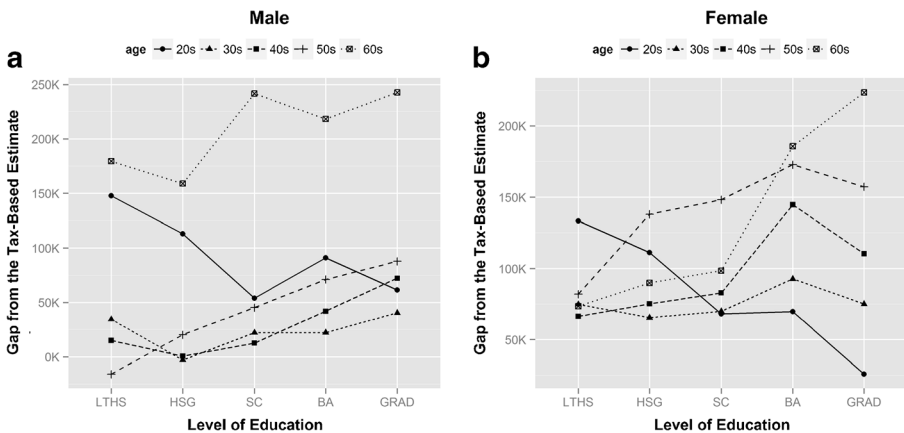 Male
a
age 20s 30s 40s 50s 60s
Gap from the Tax-Based Estimate
250K
200K
150K
100K
50K
0K
LTHS HSG SC BA GRAD
Level of Education
Female
b
age 20s 30s 40s 50s 60s
Gap from the Tax-Based Estimate
200K
150K
100K
50K
LTHS HSG SC BA GRAD
Level of Education